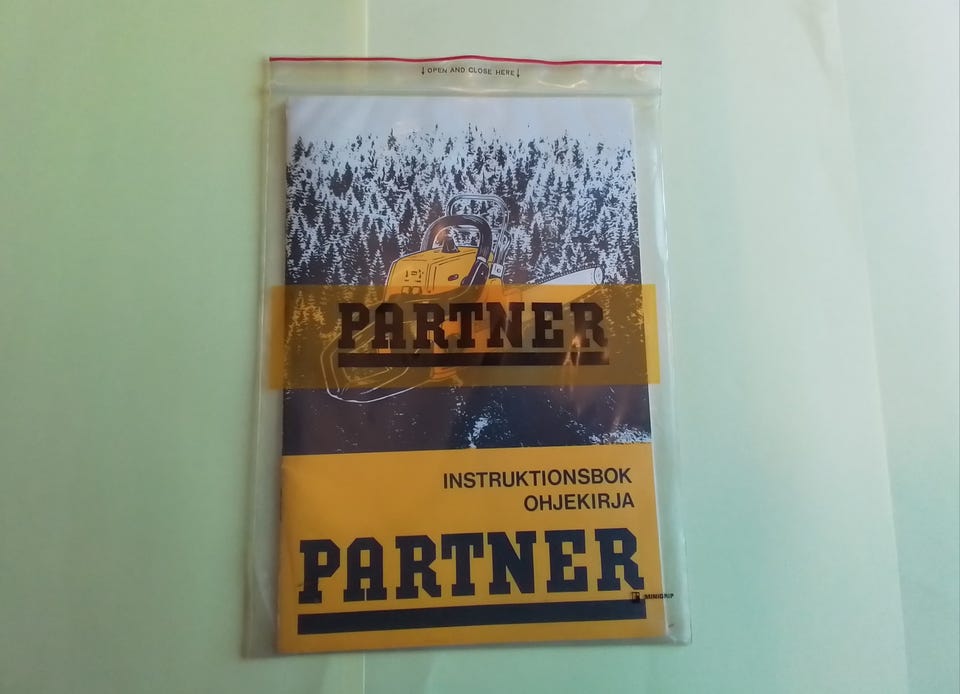 ↓OPEN AND CLOSE HERE↓
PARTNER
INSTRUKTIONSBOK
OHJEKIRJA
PARTNER
MINIGRIP